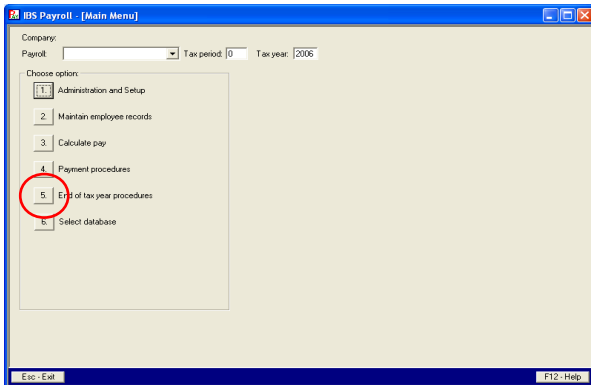 IBS Payroll - [Main Menu]
Company:
Payroll: Tax period: 0 Tax year: 2006
Choose option:
1. Administration and Setup
2. Maintain employee records
3. Calculate pay
4. Payment procedures
5. End of tax year procedures
6. Select database
Esc - Exit F12 - Help